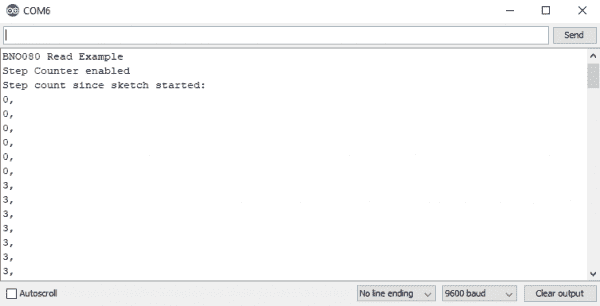 COM6
Send
BNO080 Read Example
Step Counter enabled
Step count since sketch started:
0,
0,
0,
0,
0,
0,
3,
3,
3,
3,
3,
3,
3,
Autoscroll
No line ending
9600 baud
Clear output